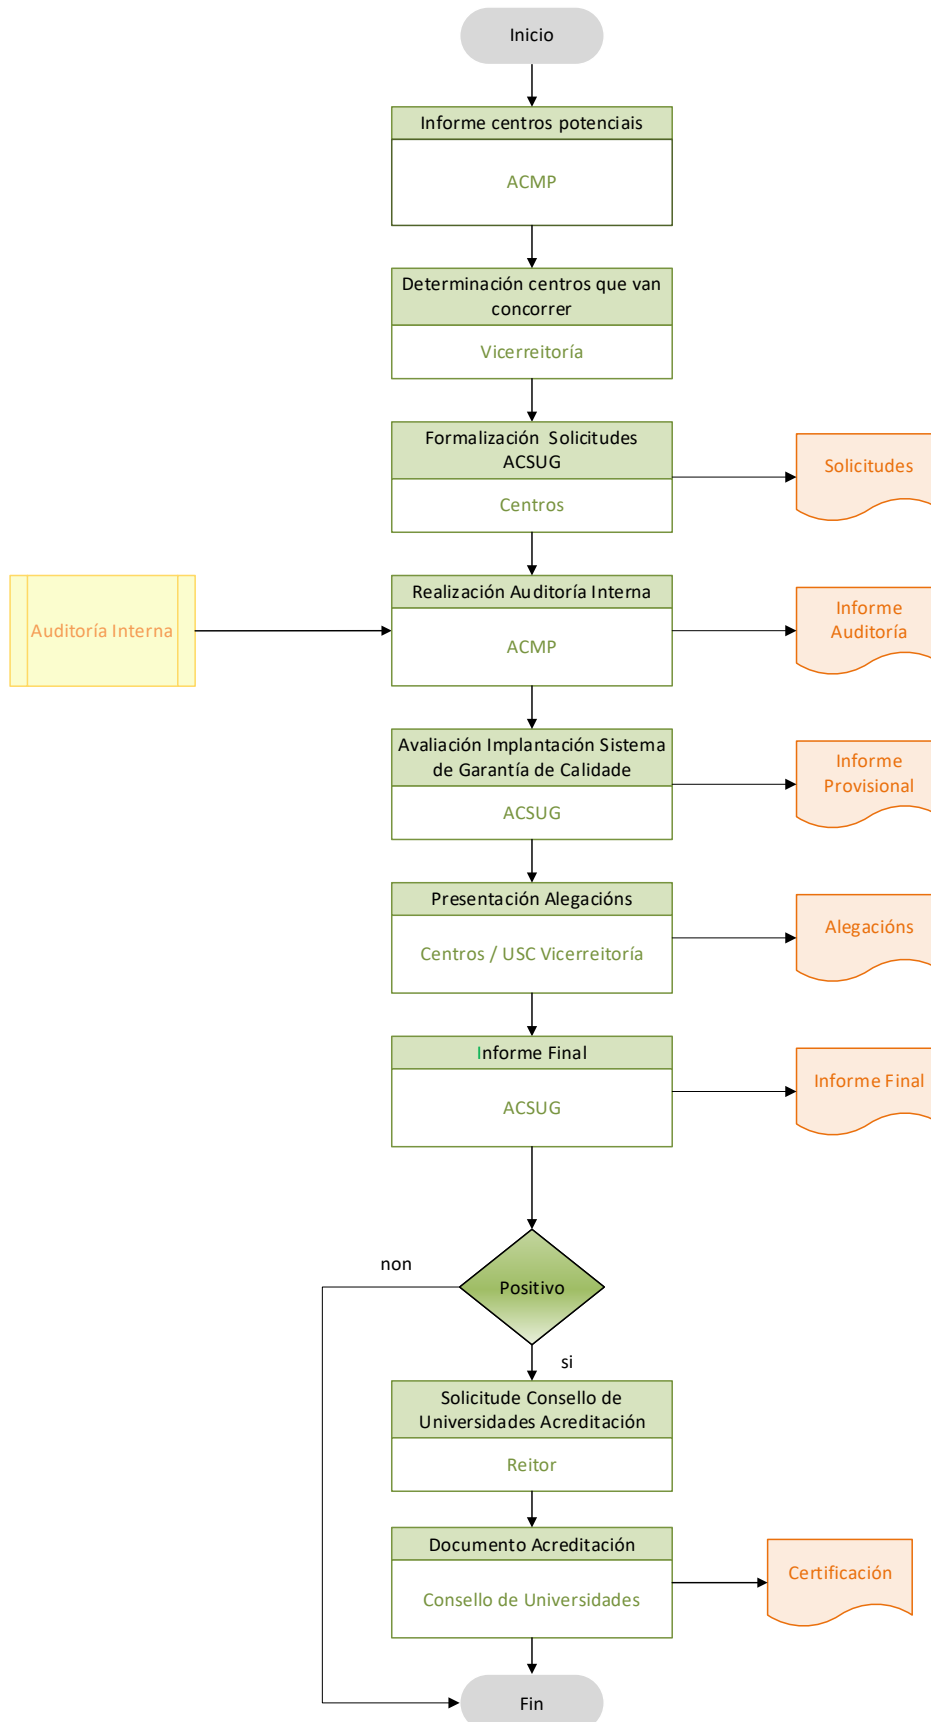 Inicio
Informe centros potenciais
ACMP
Determinación centros que van
concorrer
Vicerreitoría
Formalización Solicitudes
ACSUG
Centros
Solicitudes
Auditoría Interna
Realización Auditoría Interna
ACMP
Informe
Auditoría
Avaliación Implantación Sistema
de Garantía de Calidade
ACSUG
Informe
Provisional
Presentación Alegacións
Centros / USC Vicerreitoría
Alegacións
Informe Final
ACSUG
Informe Final
non
Positivo
si
Solicitude Consello de
Universidades Acreditación
Reitor
Documento Acreditación
Consello de Universidades
Certificación
Fin